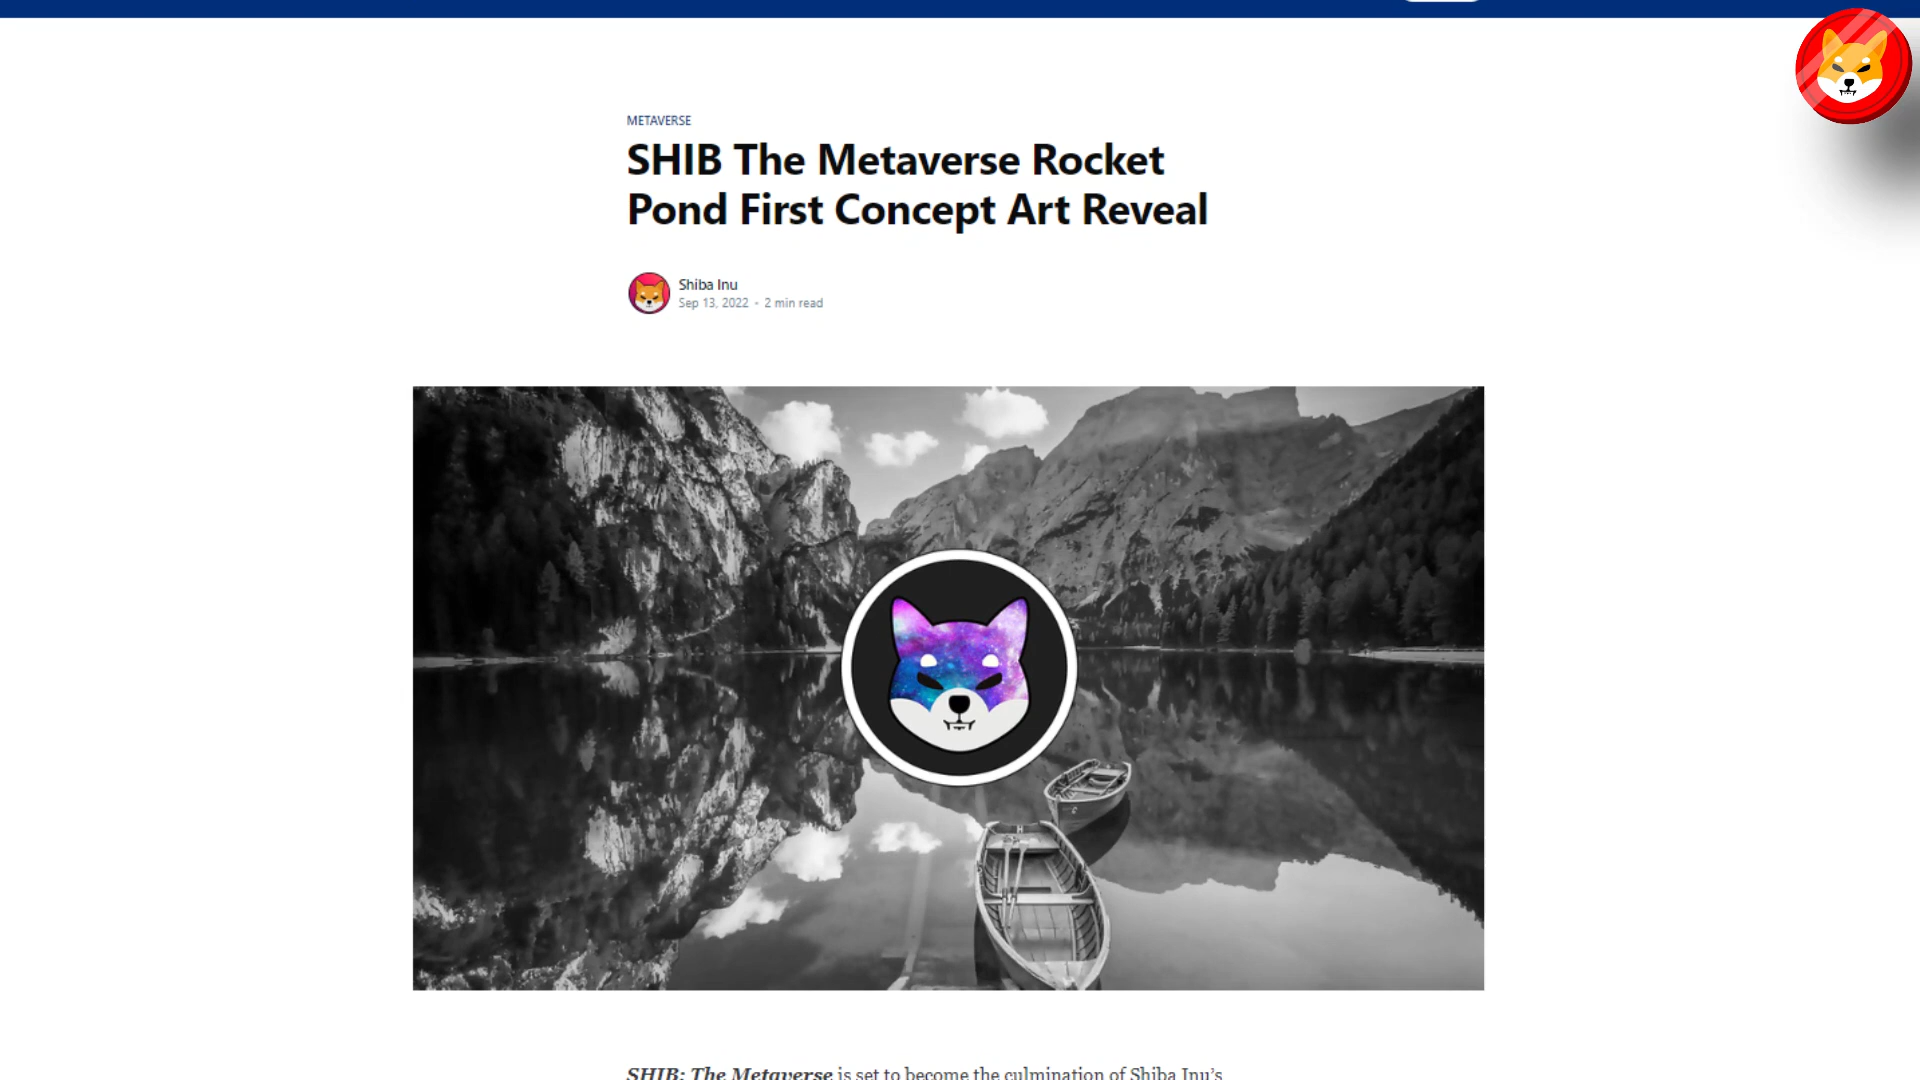 METAVERSE
SHIB The Metaverse Rocket
Pond First Concept Art Reveal
Shiba Inu
Sep 13, 2022 • 2 min read
SHIB: The Metaverse is set to become the culmination of Shiba Inu's